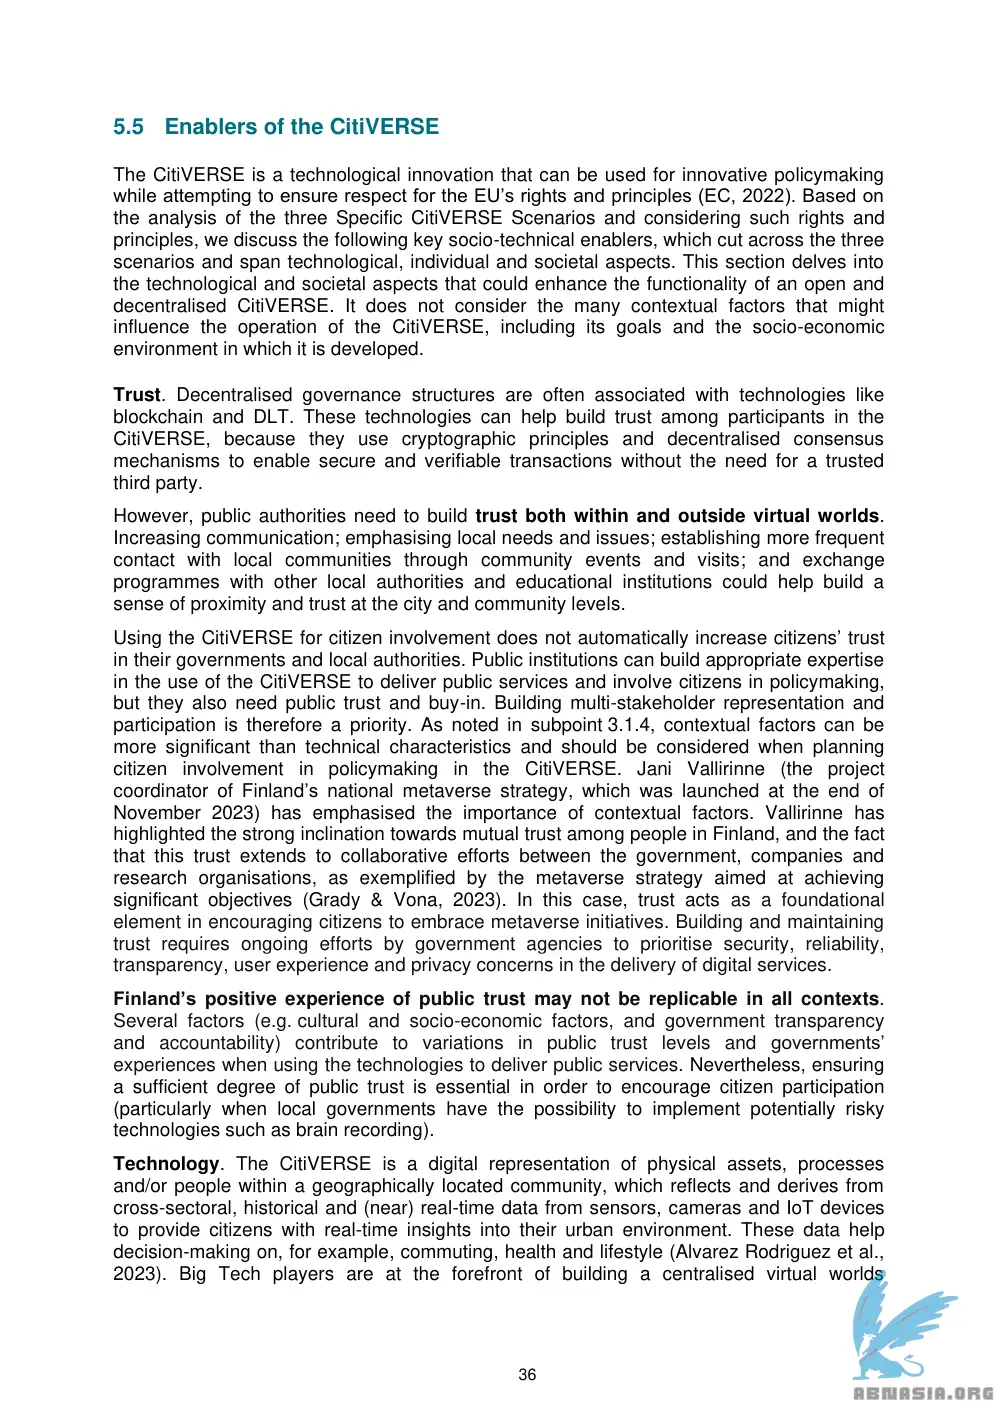 5.5 Enablers of the CitiVERSE
The CitiVERSE is a technological innovation that can be used for innovative policymaking
while attempting to ensure respect for the EU’s rights and principles (EC, 2022). Based on
the analysis of the three Specific CitiVERSE Scenarios and considering such rights and
principles, we discuss the following key socio-technical enablers, which cut across the three
scenarios and span technological, individual and societal aspects. This section delves into
the technological and societal aspects that could enhance the functionality of an open and
decentralised CitiVERSE. It does not consider the many contextual factors that might
influence the operation of the CitiVERSE, including its goals and the socio-economic
environment in which it is developed.
Trust. Decentralised governance structures are often associated with technologies like
blockchain and DLT. These technologies can help build trust among participants in the
CitiVERSE, because they use cryptographic principles and decentralised consensus
mechanisms to enable secure and verifiable transactions without the need for a trusted
third party.
However, public authorities need to build trust both within and outside virtual worlds.
Increasing communication; emphasising local needs and issues; establishing more frequent
contact with local communities through community events and visits; and exchange
programmes with other local authorities and educational institutions could help build a
sense of proximity and trust at the city and community levels.
Using the CitiVERSE for citizen involvement does not automatically increase citizens’ trust
in their governments and local authorities. Public institutions can build appropriate expertise
in the use of the CitiVERSE to deliver public services and involve citizens in policymaking,
but they also need public trust and buy-in. Building multi-stakeholder representation and
participation is therefore a priority. As noted in subpoint 3.1.4, contextual factors can be
more significant than technical characteristics and should be considered when planning
citizen involvement in policymaking in the CitiVERSE. Jani Vallirinne (the project
coordinator of Finland’s national metaverse strategy, which was launched at the end of
November 2023) has emphasised the importance of contextual factors. Vallirinne has
highlighted the strong inclination towards mutual trust among people in Finland, and the fact
that this trust extends to collaborative efforts between the government, companies and
research organisations, as exemplified by the metaverse strategy aimed at achieving
significant objectives (Grady & Vona, 2023). In this case, trust acts as a foundational
element in encouraging citizens to embrace metaverse initiatives. Building and maintaining
trust requires ongoing efforts by government agencies to prioritise security, reliability,
transparency, user experience and privacy concerns in the delivery of digital services.
Finland’s positive experience of public trust may not be replicable in all contexts.
Several factors (e.g. cultural and socio-economic factors, and government transparency
and accountability) contribute to variations in public trust levels and governments’
experiences when using the technologies to deliver public services. Nevertheless, ensuring
a sufficient degree of public trust is essential in order to encourage citizen participation
(particularly when local governments have the possibility to implement potentially risky
technologies such as brain recording).
Technology. The CitiVERSE is a digital representation of physical assets, processes
and/or people within a geographically located community, which reflects and derives from
cross-sectoral, historical and (near) real-time data from sensors, cameras and IoT devices
to provide citizens with real-time insights into their urban environment. These data help
decision-making on, for example, commuting, health and lifestyle (Alvarez Rodriguez et al.,
2023). Big Tech players are at the forefront of building a centralised virtual worlds
36
ABNASIA.ORG